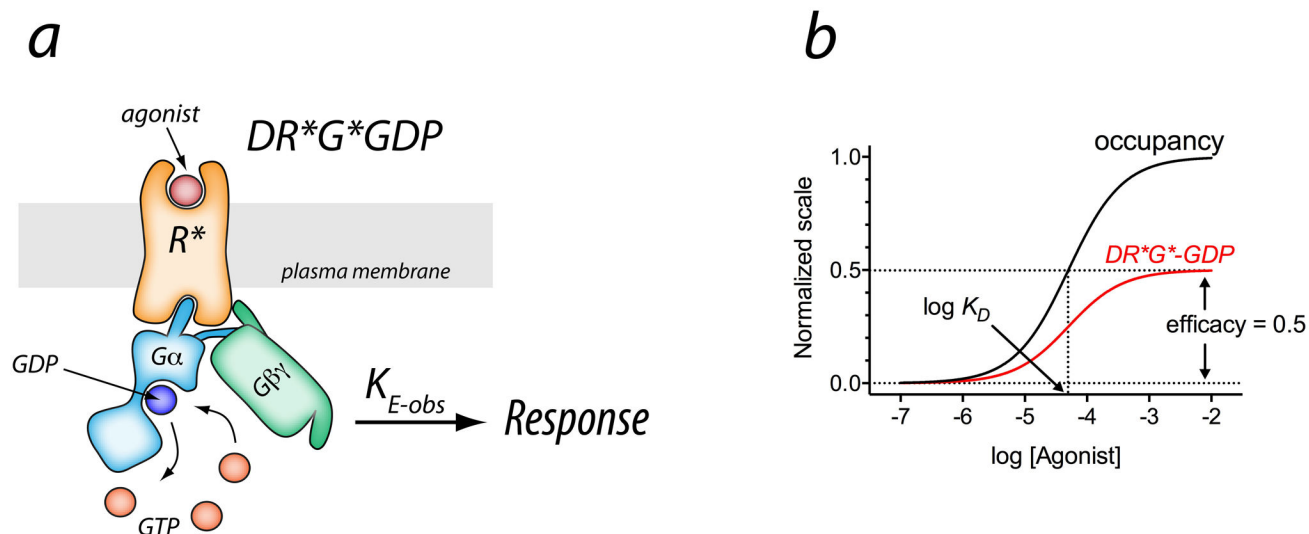 a
agonist
DR*G*GDP
R*
plasma membrane
Gα
GDP
Gβγ
K E-obs
Response
GTP
b
occupancy
1.0
DR*G*-GDP
0.5
log K D
efficacy = 0.5
0.0
Normalized scale
-7 -6 -5 -4 -3 -2
log [Agonist]